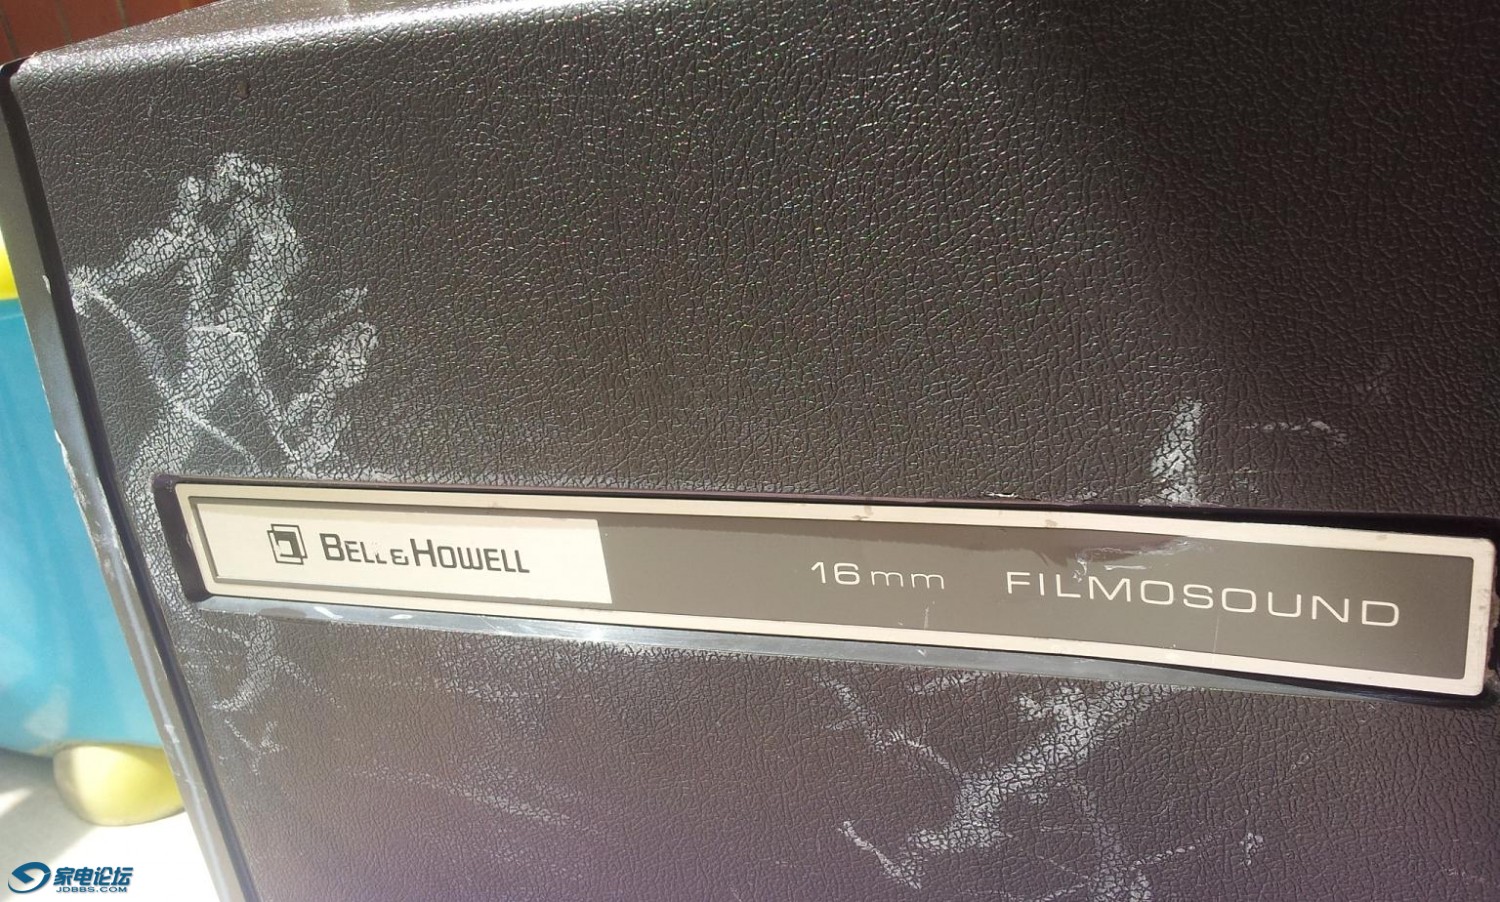 BELL & HOWELL 16mm FILMOSOUND
家电论坛
JDBBS.COM